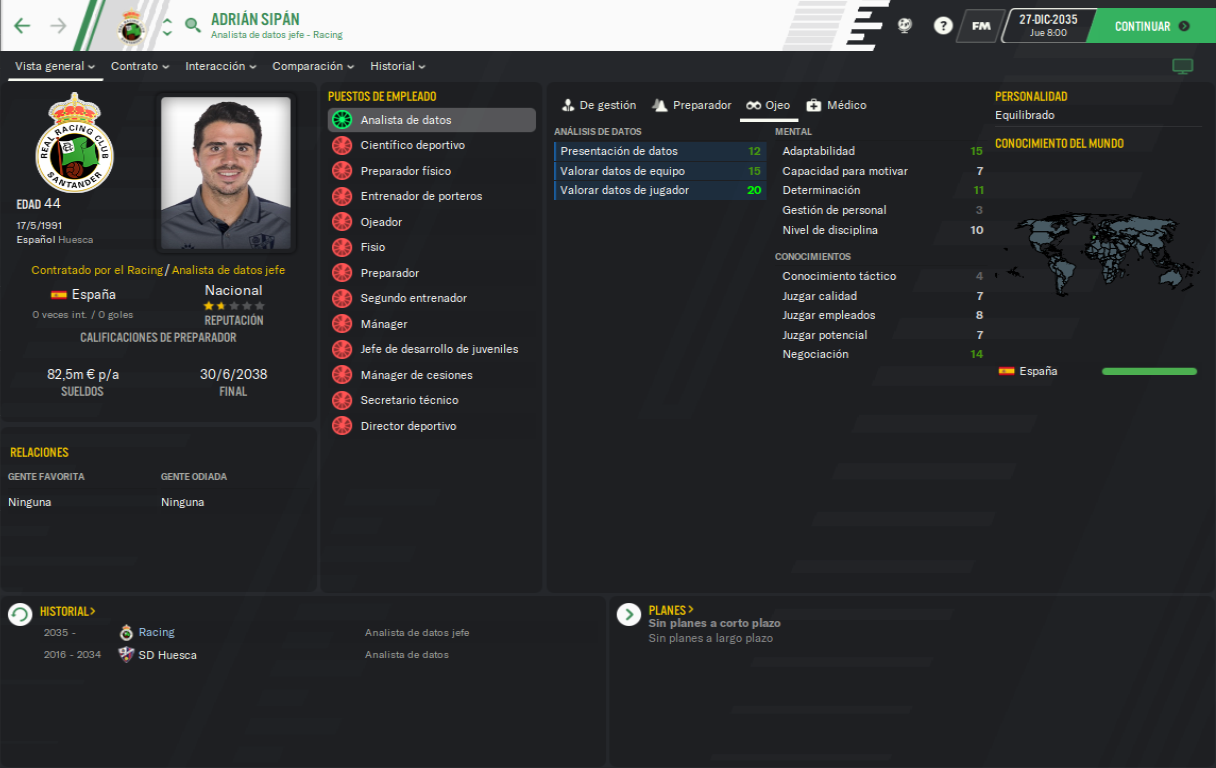 ADRIÁN SIPÁN
Analista de datos jefe - Racing
?
FM
27-DIC-2035
Jue 8:00
CONTINUAR
Vista general
Contrato
Interacción
Comparación
Historial
REAL RACING CLUB
SANTANDER
EDAD 44
17/5/1991
Español Huesca
Contratado por el Racing / Analista de datos jefe
España
0 veces int. / 0 goles
Nacional
REPUTACIÓN
CALIFICACIONES DE PREPARADOR
82,5m € p/a
SUELDOS
30/6/2038
FINAL
RELACIONES
GENTE FAVORITA
GENTE ODIADA
Ninguna
Ninguna
PUESTOS DE EMPLEADO
Analista de datos
Científico deportivo
Preparador físico
Entrenador de porteros
Ojeador
Fisio
Preparador
Segundo entrenador
Mánager
Jefe de desarrollo de juveniles
Mánager de cesiones
Secretario técnico
Director deportivo
De gestión
Preparador
Ojeo
Médico
ANÁLISIS DE DATOS
Presentación de datos 12
Valorar datos de equipo 15
Valorar datos de jugador 20
MENTAL
Adaptabilidad 15
Capacidad para motivar 7
Determinación 11
Gestión de personal 3
Nivel de disciplina 10
CONOCIMIENTOS
Conocimiento táctico 4
Juzgar calidad 7
Juzgar empleados 8
Juzgar potencial 7
Negociación 14
PERSONALIDAD
Equilibrado
CONOCIMIENTO DEL MUNDO
España
HISTORIAL >
2035 - Racing Analista de datos jefe
2016 - 2034 SD Huesca Analista de datos
PLANES >
Sin planes a corto plazo
Sin planes a largo plazo